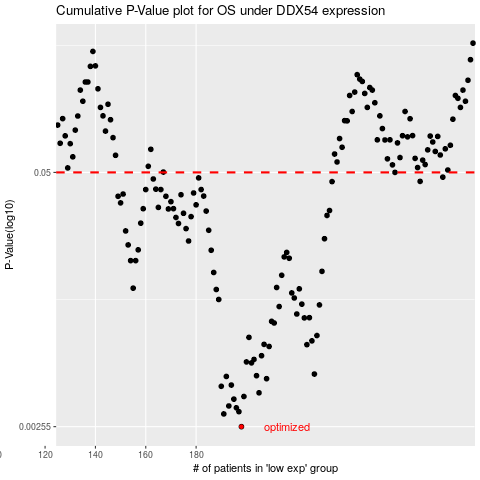 Cumulative P-Value plot for OS under DDX54 expression
P-Value(log10)
0.05
0.00255
optimized
0 120 140 160 180
# of patients in 'low exp' group